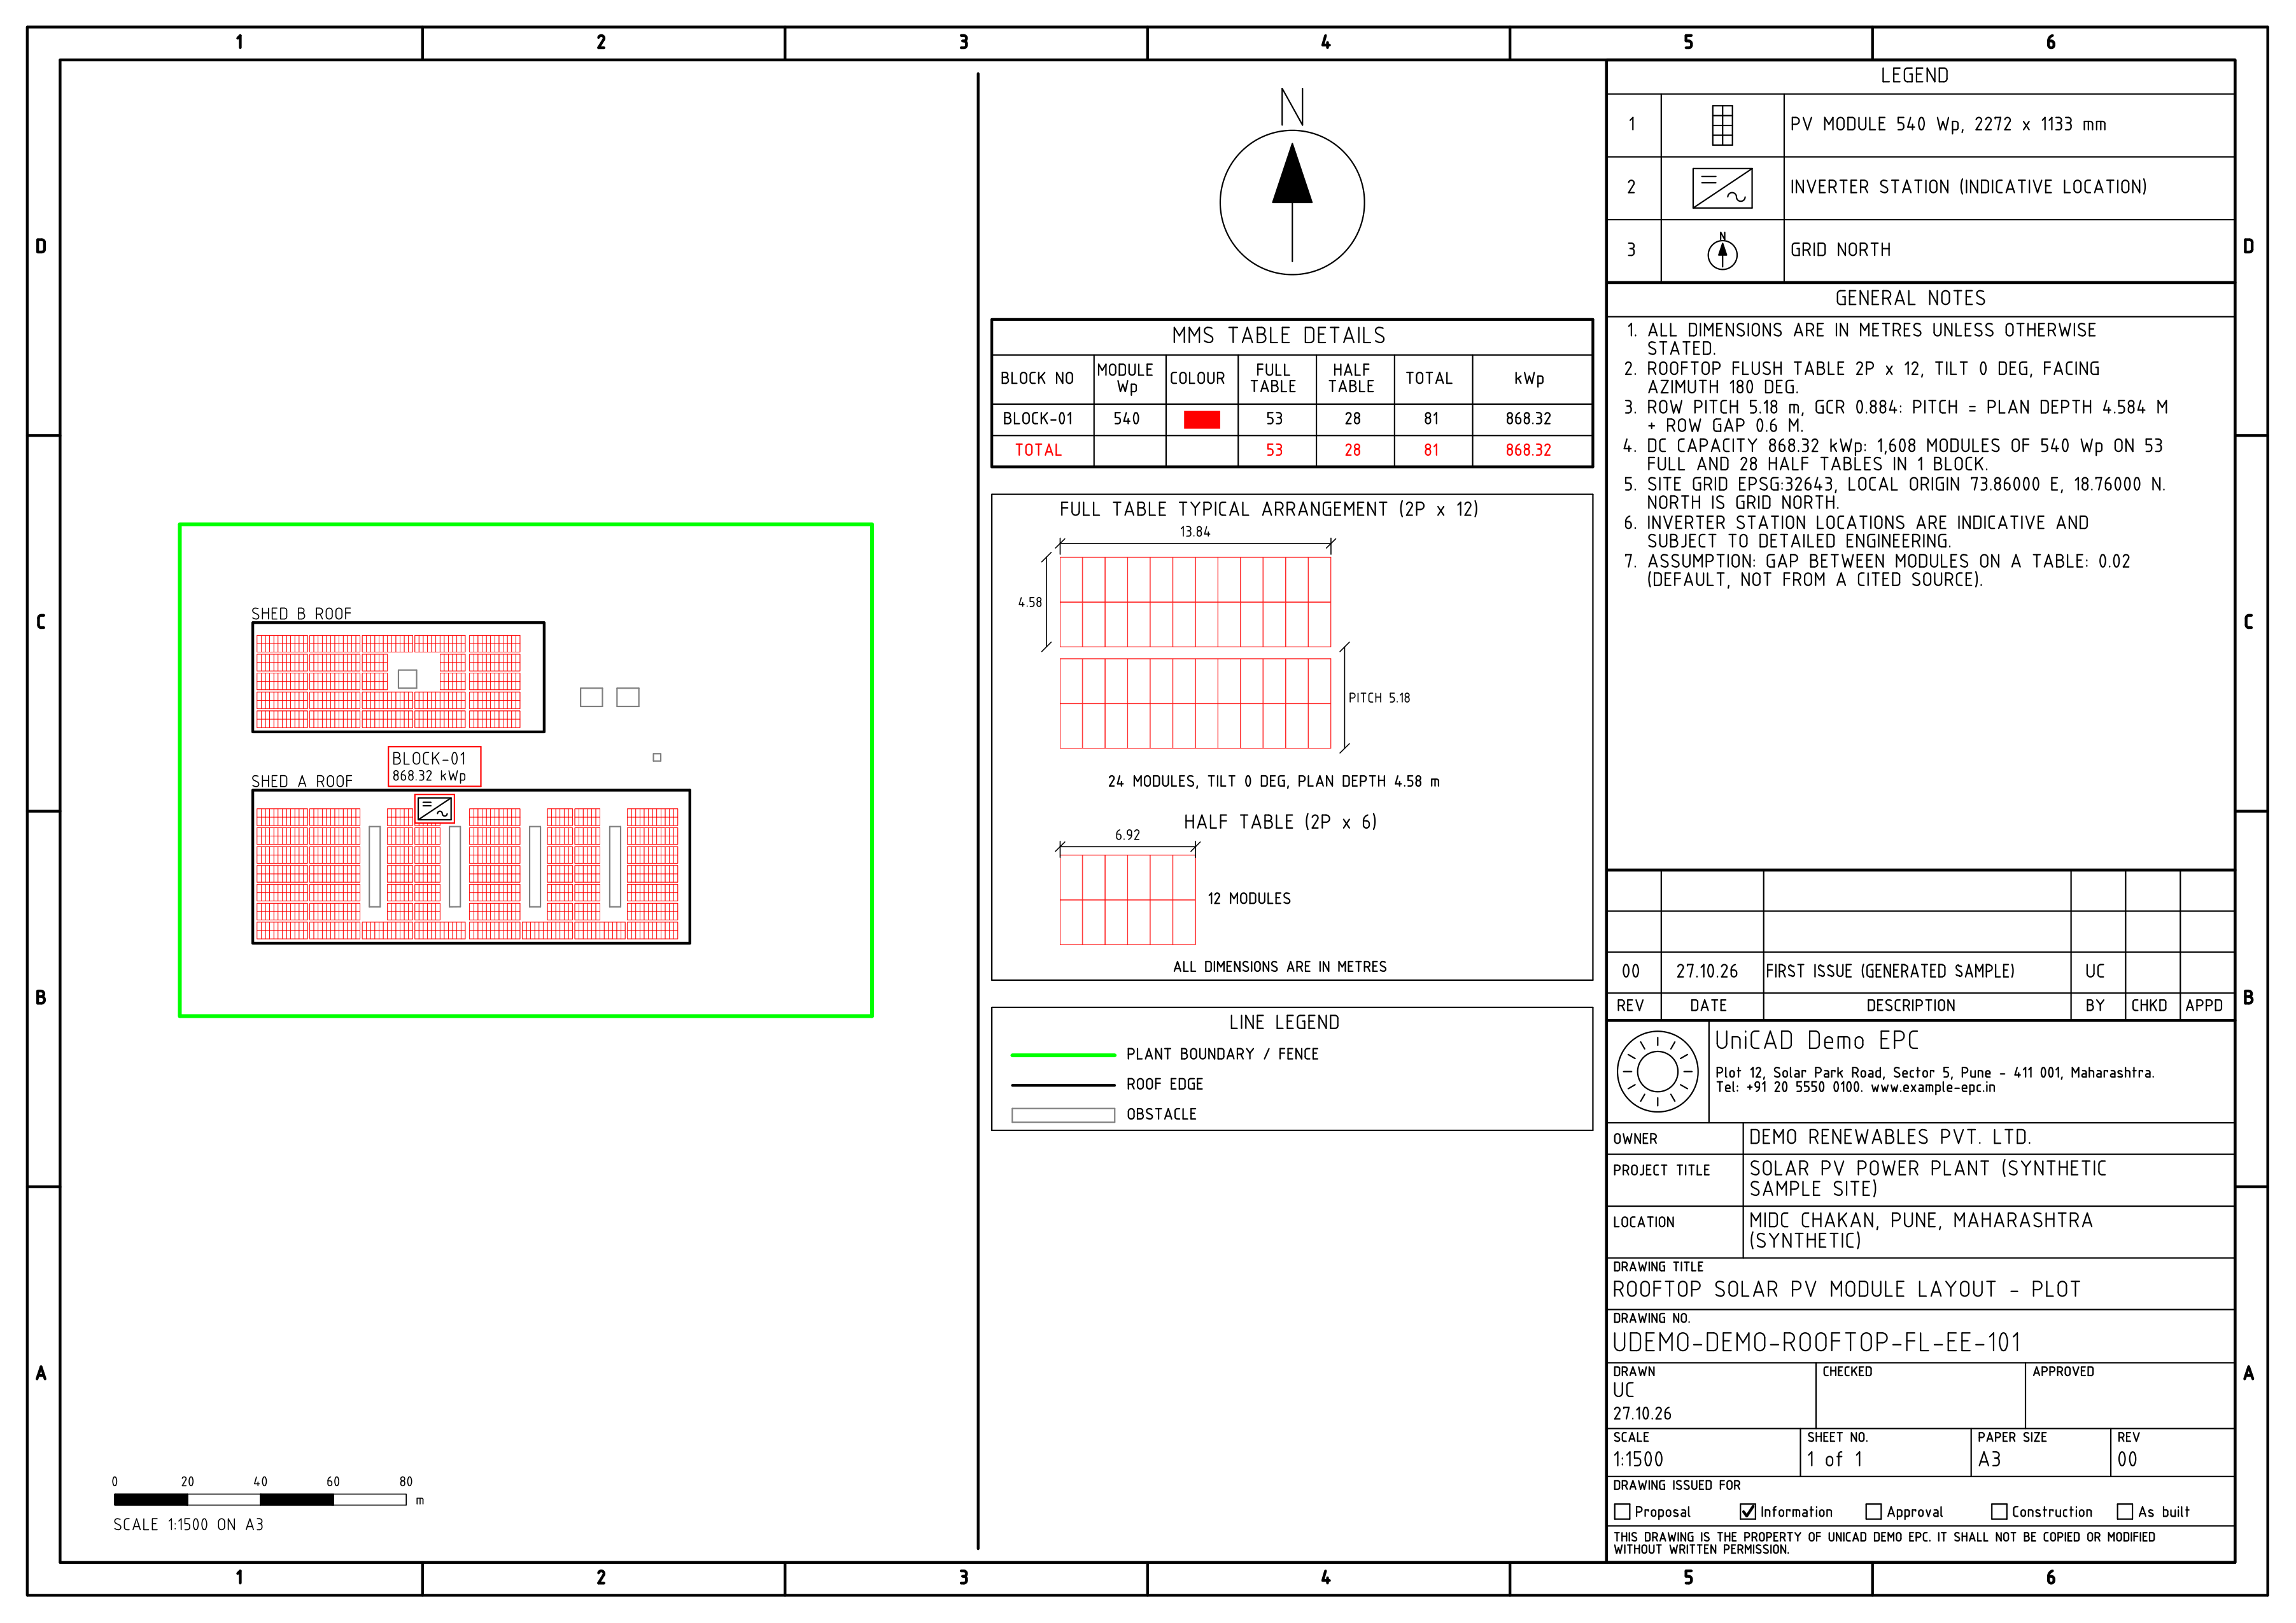 1 2 3 4 5 6
D
C
B
A
SHED B ROOF
BLOCK-01
868.32 kWp
SHED A ROOF
0 20 40 60 80
m
SCALE 1:1500 ON A3
N
MMS TABLE DETAILS
BLOCK NO MODULE Wp COLOUR FULL TABLE HALF TABLE TOTAL kWp
BLOCK-01 540 53 28 81 868.32
TOTAL 53 28 81 868.32
FULL TABLE TYPICAL ARRANGEMENT (2P x 12)
13.84
4.58
PITCH 5.18
24 MODULES, TILT 0 DEG, PLAN DEPTH 4.58 m
HALF TABLE (2P x 6)
6.92
12 MODULES
ALL DIMENSIONS ARE IN METRES
LINE LEGEND
PLANT BOUNDARY / FENCE
ROOF EDGE
OBSTACLE
LEGEND
1 PV MODULE 540 Wp, 2272 x 1133 mm
2 INVERTER STATION (INDICATIVE LOCATION)
3 N GRID NORTH
GENERAL NOTES
1. ALL DIMENSIONS ARE IN METRES UNLESS OTHERWISE
STATED.
2. ROOFTOP FLUSH TABLE 2P x 12, TILT 0 DEG, FACING
AZIMUTH 180 DEG.
3. ROW PITCH 5.18 m, GCR 0.884: PITCH = PLAN DEPTH 4.584 M
+ ROW GAP 0.6 M.
4. DC CAPACITY 868.32 kWp: 1,608 MODULES OF 540 Wp ON 53
FULL AND 28 HALF TABLES IN 1 BLOCK.
5. SITE GRID EPSG:32643, LOCAL ORIGIN 73.86000 E, 18.76000 N.
NORTH IS GRID NORTH.
6. INVERTER STATION LOCATIONS ARE INDICATIVE AND
SUBJECT TO DETAILED ENGINEERING.
7. ASSUMPTION: GAP BETWEEN MODULES ON A TABLE: 0.02
(DEFAULT, NOT FROM A CITED SOURCE).
00 27.10.26 FIRST ISSUE (GENERATED SAMPLE) UC
REV DATE DESCRIPTION BY CHKD APPD
UniCAD Demo EPC
Plot 12, Solar Park Road, Sector 5, Pune - 411 001, Maharashtra.
Tel: +91 20 5550 0100. www.example-epc.in
OWNER DEMO RENEWABLES PVT. LTD.
PROJECT TITLE SOLAR PV POWER PLANT (SYNTHETIC
SAMPLE SITE)
LOCATION MIDC CHAKAN, PUNE, MAHARASHTRA
(SYNTHETIC)
DRAWING TITLE
ROOFTOP SOLAR PV MODULE LAYOUT - PLOT
DRAWING NO.
UDEMO-DEMO-ROOFTOP-FL-EE-101
DRAWN CHECKED APPROVED
UC
27.10.26
SCALE SHEET NO. PAPER SIZE REV
1:1500 1 of 1 A3 00
DRAWING ISSUED FOR
Proposal Information Approval Construction As built
THIS DRAWING IS THE PROPERTY OF UNICAD DEMO EPC. IT SHALL NOT BE COPIED OR MODIFIED
WITHOUT WRITTEN PERMISSION.
D
C
B
A
1 2 3 4 5 6